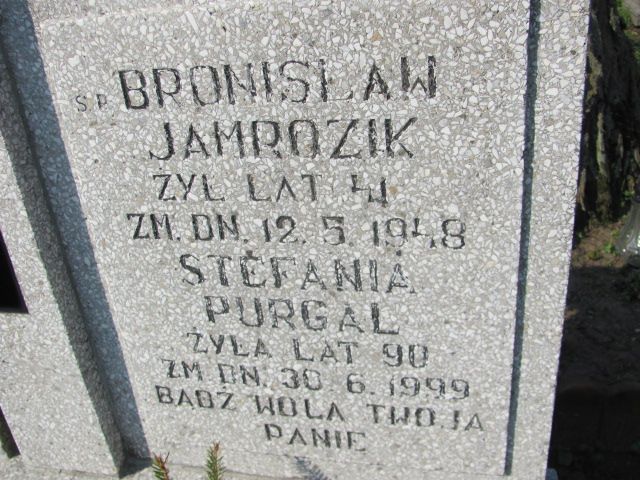 Ś.P. BRONISŁAW
JAMROZIK
ŻYŁ LAT 41
ZM. DN. 12. 5. 1948
STEFANIA
PURGAL
ŻYŁA LAT 90
ZM DN. 30. 6. 1999
BĄDŹ WOLA TWOJA
PANIE